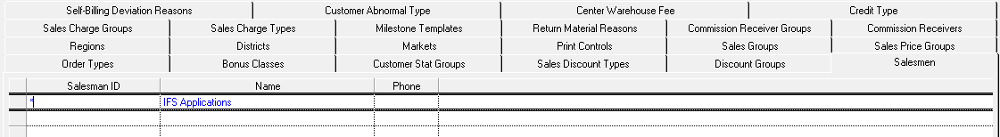 Self-Billing Deviation Reasons Customer Abnormal Type Center Warehouse Fee Credit Type
Sales Charge Groups Sales Charge Types Milestone Templates Return Material Reasons Commission Receiver Groups Commission Receivers
Regions Districts Markets Print Controls Sales Groups Sales Price Groups
Order Types Bonus Classes Customer Stat Groups Sales Discount Types Discount Groups Salesmen
Salesman ID Name Phone
* IFS Applications